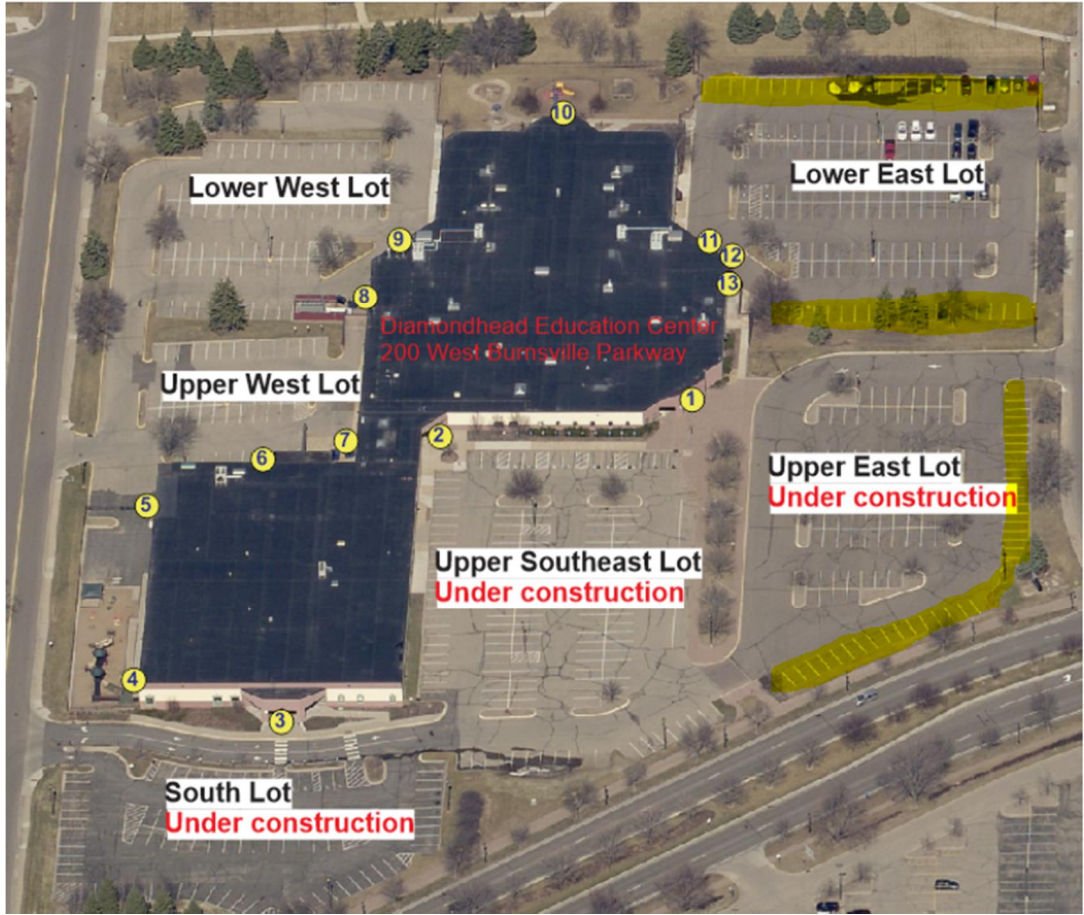 10
Lower West Lot
Lower East Lot
9
11
12
13
8
Diamondhead Education Center
200 West Burnsville Parkway
Upper West Lot
1
2
7
6
Upper East Lot
Under construction
5
Upper Southeast Lot
Under construction
4
3
South Lot
Under construction